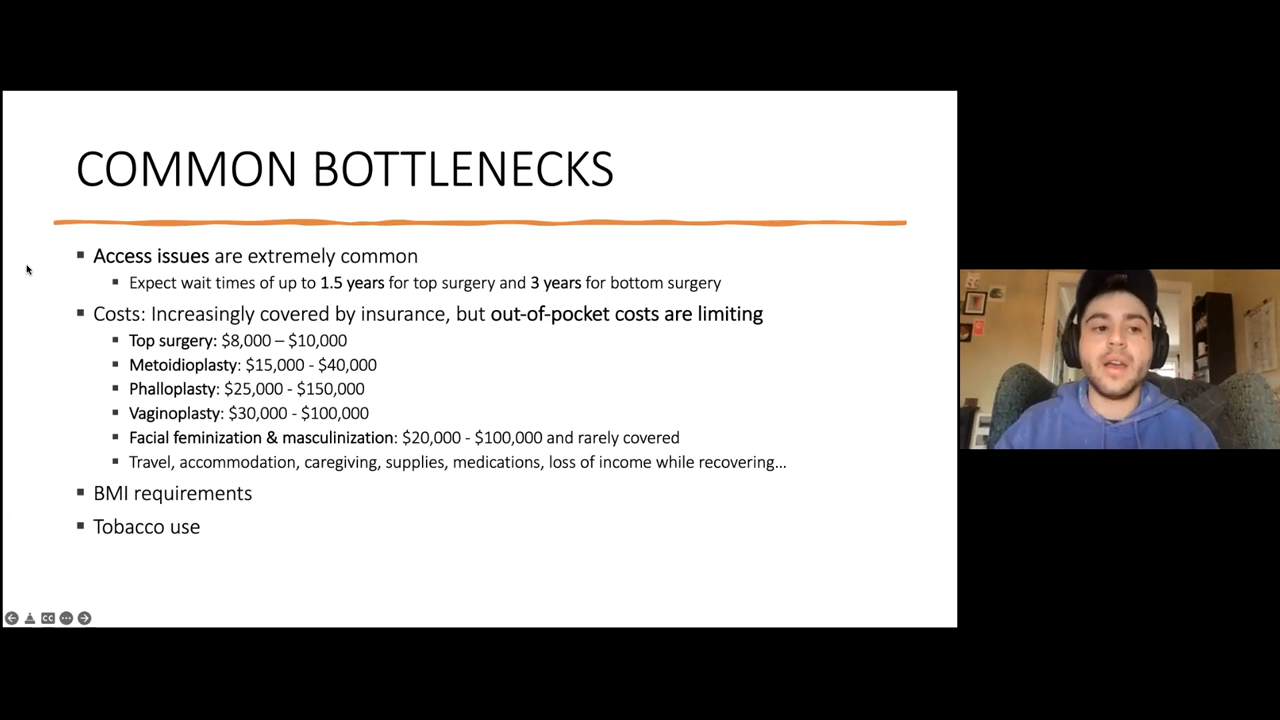 COMMON BOTTLENECKS
Access issues are extremely common
Expect wait times of up to 1.5 years for top surgery and 3 years for bottom surgery
Costs: Increasingly covered by insurance, but out-of-pocket costs are limiting
Top surgery: $8,000 – $10,000
Metoidioplasty: $15,000 - $40,000
Phalloplasty: $25,000 - $150,000
Vaginoplasty: $30,000 - $100,000
Facial feminization & masculinization: $20,000 - $100,000 and rarely covered
Travel, accommodation, caregiving, supplies, medications, loss of income while recovering...
BMI requirements
Tobacco use
CC